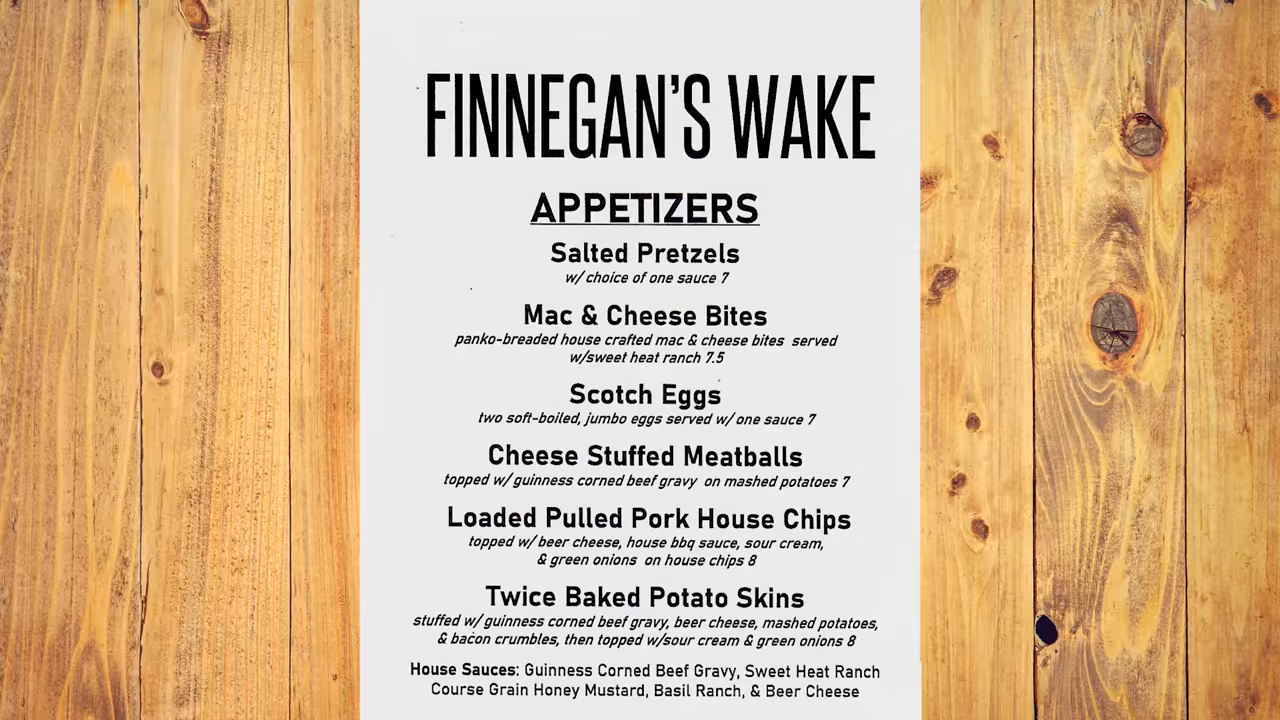 FINNEGAN'S WAKE
APPETIZERS
Salted Pretzels
w/ choice of one sauce 7
Mac & Cheese Bites
panko-breaded house crafted mac & cheese bites served
w/sweet heat ranch 7.5
Scotch Eggs
two soft-boiled, jumbo eggs served w/ one sauce 7
Cheese Stuffed Meatballs
topped w/ guinness corned beef gravy on mashed potatoes 7
Loaded Pulled Pork House Chips
topped w/ beer cheese, house bbq sauce, sour cream,
& green onions on house chips 8
Twice Baked Potato Skins
stuffed w/ guinness corned beef gravy, beer cheese, mashed potatoes,
& bacon crumbles, then topped w/sour cream & green onions 8
House Sauces: Guinness Corned Beef Gravy, Sweet Heat Ranch
Course Grain Honey Mustard, Basil Ranch, & Beer Cheese